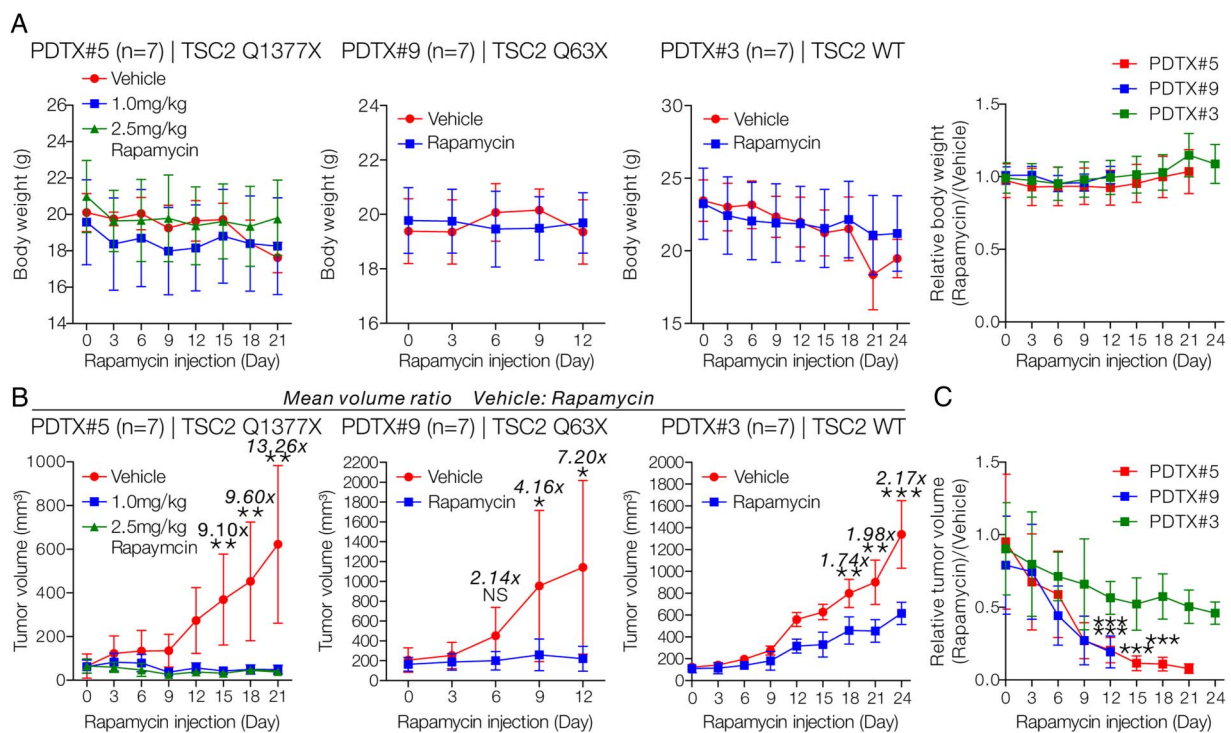 A
PDTX#5 (n=7) | TSC2 Q1377X
Vehicle
1.0mg/kg
2.5mg/kg
Rapamycin
Body weight (g)
26
24
22
20
18
16
14
0 3 6 9 12 15 18 21
Rapamycin injection (Day)
PDTX#9 (n=7) | TSC2 Q63X
Vehicle
Rapamycin
Body weight (g)
24
22
20
18
16
0 3 6 9 12
Rapamycin injection (Day)
PDTX#3 (n=7) | TSC2 WT
Vehicle
Rapamycin
Body weight (g)
30
25
20
15
0 3 6 9 12 15 18 21 24
Rapamycin injection (Day)
PDTX#5
PDTX#9
PDTX#3
Relative body weight
(Rapamycin)/(Vehicle)
1.5
1.0
0.5
0.0
0 3 6 9 12 15 18 21 24
Rapamycin injection (Day)
B
Mean volume ratio Vehicle: Rapamycin
PDTX#5 (n=7) | TSC2 Q1377X
Vehicle
1.0mg/kg
2.5mg/kg
Rapaymcin
13.26x
**
9.60x
**
9.10x
**
Tumor volume (mm³)
1000
800
600
400
200
0
0 3 6 9 12 15 18 21
Rapamycin injection (Day)
PDTX#9 (n=7) | TSC2 Q63X
Vehicle
Rapamycin
7.20x
*
4.16x
*
2.14x
NS
Tumor volume (mm³)
2200
2000
1800
1600
1400
1200
1000
800
600
400
200
0
0 3 6 9 12
Rapamycin injection (Day)
PDTX#3 (n=7) | TSC2 WT
Vehicle
Rapamycin
2.17x
***
1.98x
**
1.74x
**
Tumor volume (mm³)
2000
1800
1600
1400
1200
1000
800
600
400
200
0
0 3 6 9 12 15 18 21 24
Rapamycin injection (Day)
C
PDTX#5
PDTX#9
PDTX#3
Relative tumor volume
(Rapamycin)/(Vehicle)
1.5
1.0
0.5
0.0
***
***
***
***
0 3 6 9 12 15 18 21 24
Rapamycin injection (Day)